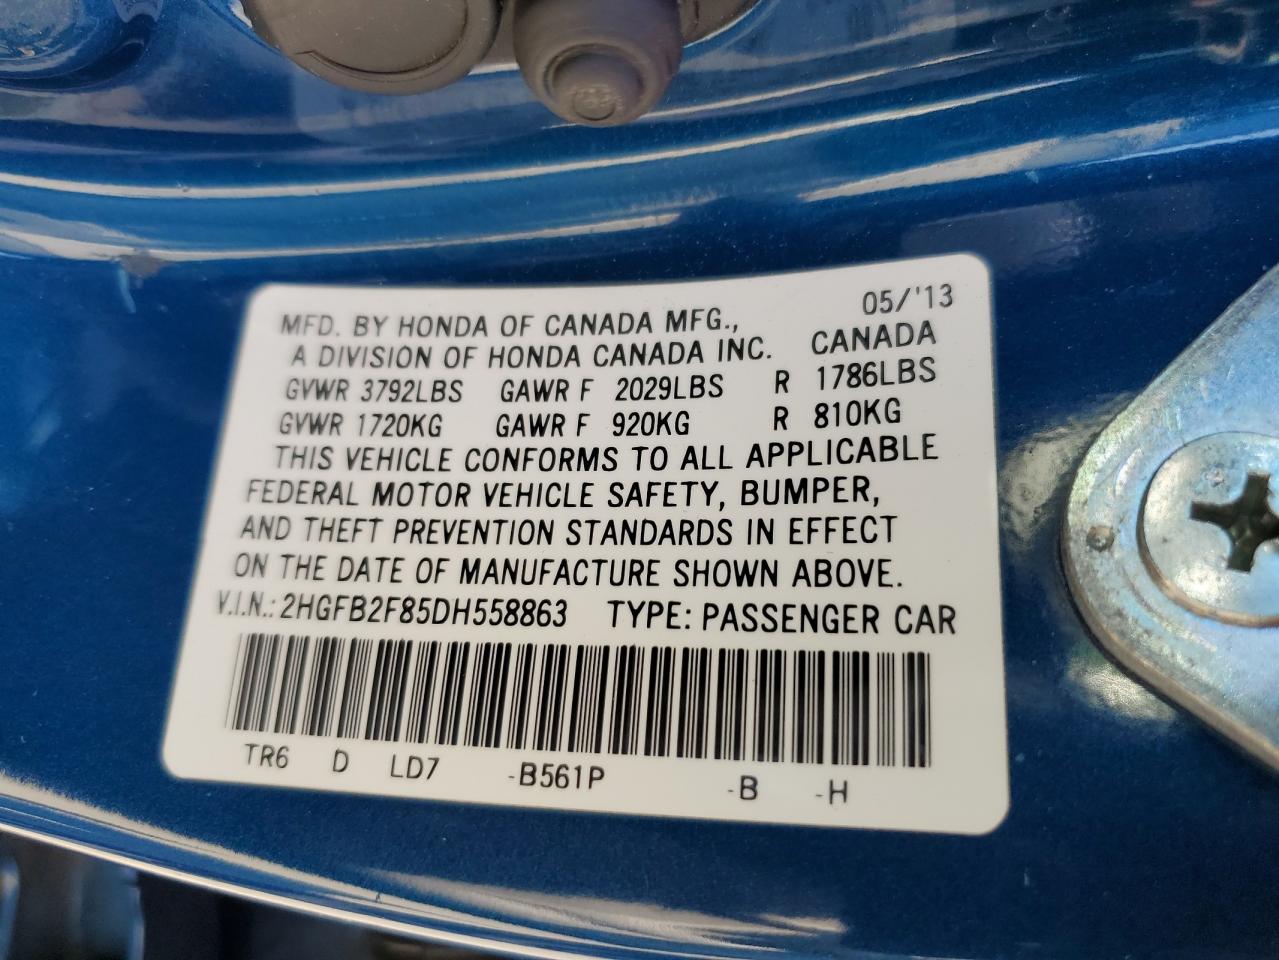 05/'13
MFD. BY HONDA OF CANADA MFG.,
A DIVISION OF HONDA CANADA INC. CANADA
GVWR 3792LBS GAWR F 2029LBS R 1786LBS
GVWR 1720KG GAWR F 920KG R 810KG
THIS VEHICLE CONFORMS TO ALL APPLICABLE
FEDERAL MOTOR VEHICLE SAFETY, BUMPER,
AND THEFT PREVENTION STANDARDS IN EFFECT
ON THE DATE OF MANUFACTURE SHOWN ABOVE.
V.I.N.: 2HGFB2F85DH558863 TYPE: PASSENGER CAR
TR6 D LD7 -B561P -B -H